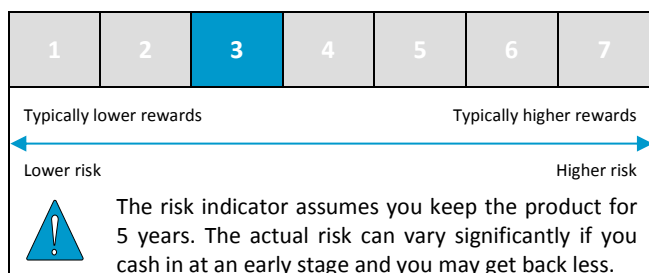 1 2 3 4 5 6 7
Typically lower rewards Typically higher rewards
Lower risk Higher risk
The risk indicator assumes you keep the product for
5 years. The actual risk can vary significantly if you
cash in at an early stage and you may get back less.